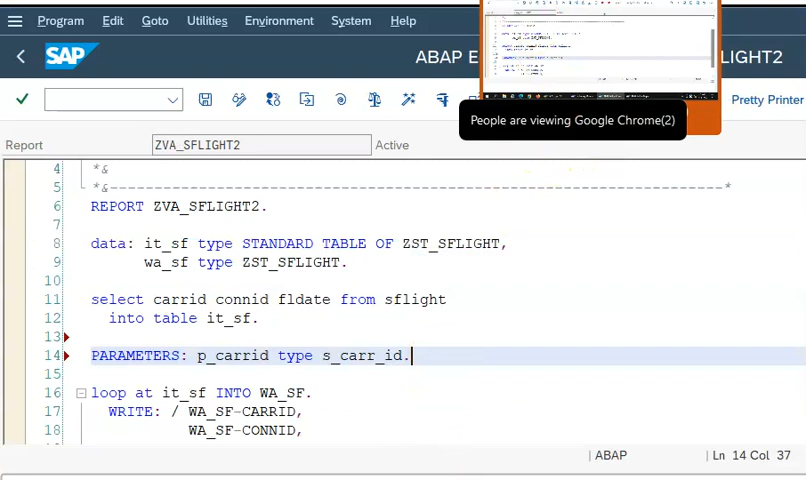 Program Edit Goto Utilities Environment System Help
SAP
ABAP E
FLIGHT2
People are viewing Google Chrome(2)
Pretty Printer
Report ZVA_SFLIGHT2 Active
4 *&
5 *&---------------------------------------------------------------------*
6 REPORT ZVA_SFLIGHT2.
7
8 data: it_sf type STANDARD TABLE OF ZST_SFLIGHT,
9 wa_sf type ZST_SFLIGHT.
10
11 select carrid connid fldate from sflight
12 into table it_sf.
13
14 PARAMETERS: p_carrid type s_carr_id.
15
16 loop at it_sf INTO WA_SF.
17 WRITE: / WA_SF-CARRID,
18 WA_SF-CONNID,
ABAP Ln 14 Col 37